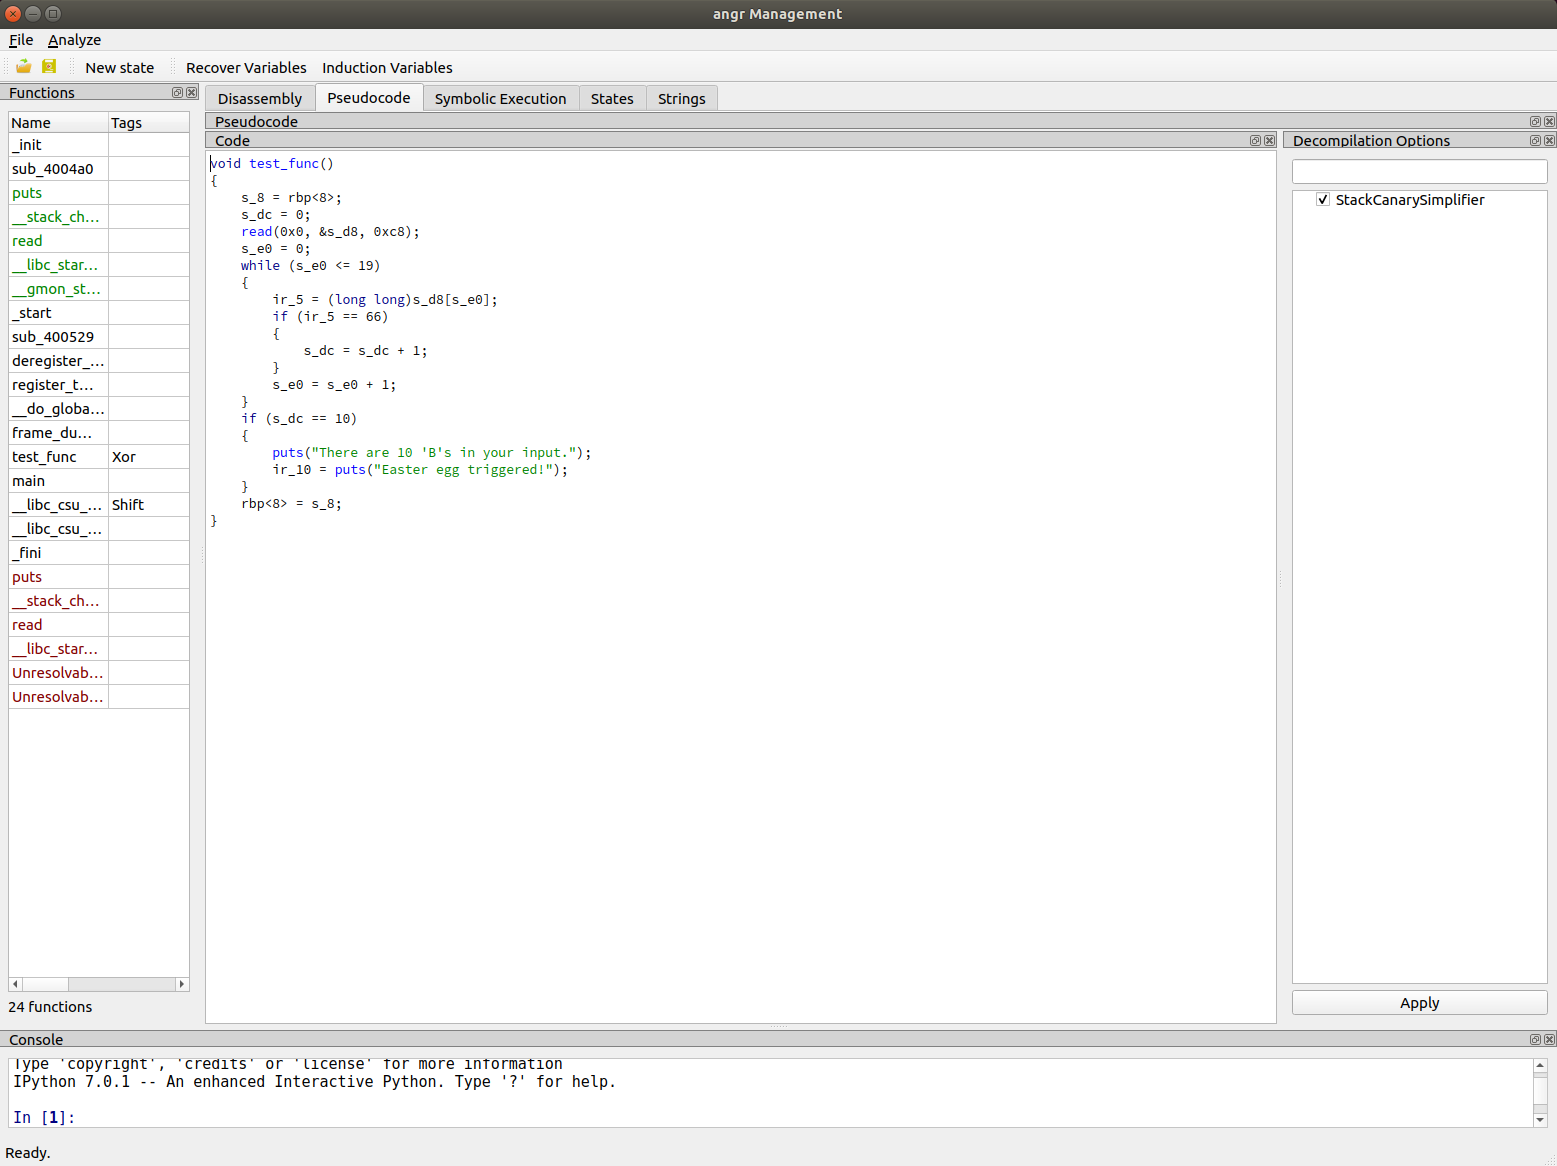 angr Management
File Analyze
New state Recover Variables Induction Variables
Functions
Name Tags
_init
sub_4004a0
puts
__stack_ch...
read
__libc_star...
__gmon_st...
_start
sub_400529
deregister_...
register_t...
__do_globa...
frame_du...
test_func Xor
main
__libc_csu_... Shift
__libc_csu_...
_fini
puts
__stack_ch...
read
__libc_star...
Unresolvab...
Unresolvab...
24 functions
Disassembly Pseudocode Symbolic Execution States Strings
Pseudocode
Code
void test_func()
{
    s_8 = rbp<8>;
    s_dc = 0;
    read(0x0, &s_d8, 0xc8);
    s_e0 = 0;
    while (s_e0 <= 19)
    {
        ir_5 = (long long)s_d8[s_e0];
        if (ir_5 == 66)
        {
            s_dc = s_dc + 1;
        }
        s_e0 = s_e0 + 1;
    }
    if (s_dc == 10)
    {
        puts("There are 10 'B's in your input.");
        ir_10 = puts("Easter egg triggered!");
    }
    rbp<8> = s_8;
}
Decompilation Options
StackCanarySimplifier
Apply
Console
Type 'copyright', 'credits' or 'license' for more information
IPython 7.0.1 -- An enhanced Interactive Python. Type '?' for help.
In [1]:
Ready.